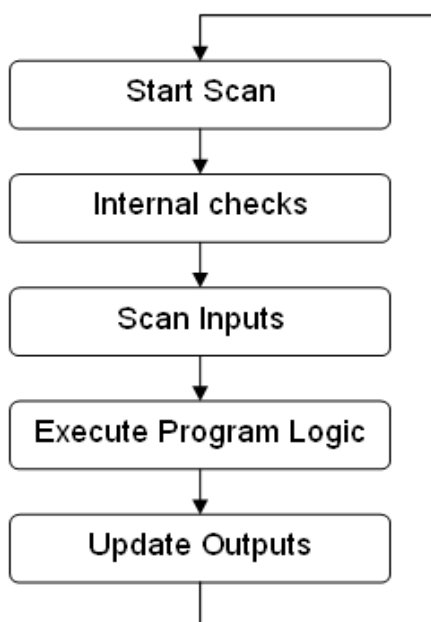 Start Scan
Internal checks
Scan Inputs
Execute Program Logic
Update Outputs